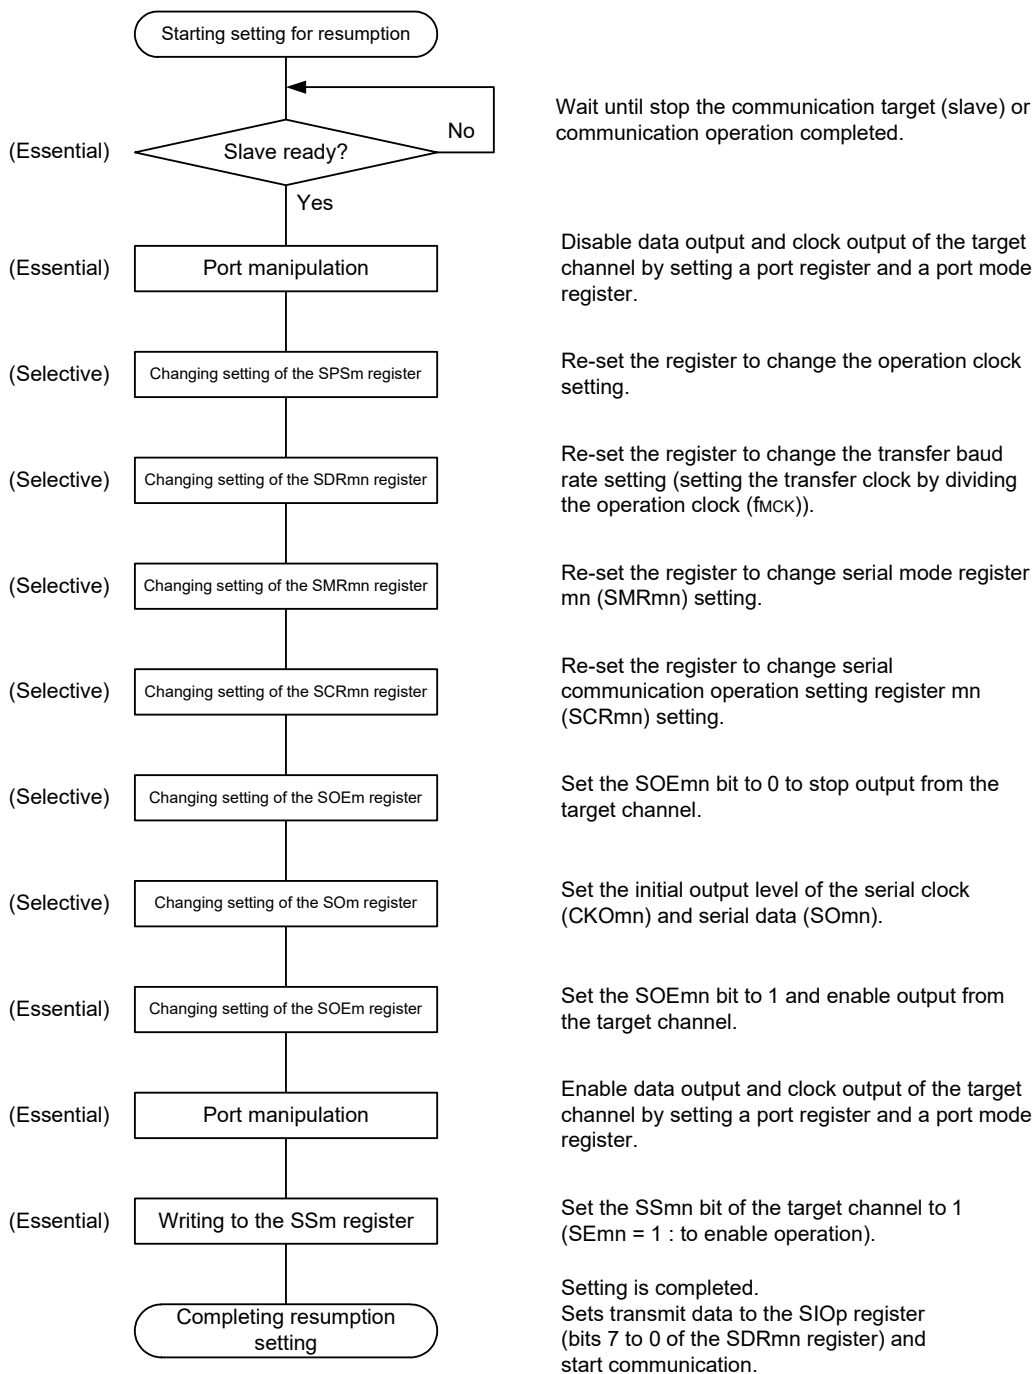 Starting setting for resumption
(Essential)
Slave ready?
No
Yes
Wait until stop the communication target (slave) or
communication operation completed.
(Essential)
Port manipulation
Disable data output and clock output of the target
channel by setting a port register and a port mode
register.
(Selective)
Changing setting of the SPSm register
Re-set the register to change the operation clock
setting.
(Selective)
Changing setting of the SDRmn register
Re-set the register to change the transfer baud
rate setting (setting the transfer clock by dividing
the operation clock (fMCK)).
(Selective)
Changing setting of the SMRmn register
Re-set the register to change serial mode register
mn (SMRmn) setting.
(Selective)
Changing setting of the SCRmn register
Re-set the register to change serial
communication operation setting register mn
(SCRmn) setting.
(Selective)
Changing setting of the SOEm register
Set the SOEmn bit to 0 to stop output from the
target channel.
(Selective)
Changing setting of the SOm register
Set the initial output level of the serial clock
(CKOmn) and serial data (SOmn).
(Essential)
Changing setting of the SOEm register
Set the SOEmn bit to 1 and enable output from
the target channel.
(Essential)
Port manipulation
Enable data output and clock output of the target
channel by setting a port register and a port mode
register.
(Essential)
Writing to the SSm register
Set the SSmn bit of the target channel to 1
(SEmn = 1 : to enable operation).
Completing resumption
setting
Setting is completed.
Sets transmit data to the SIOp register
(bits 7 to 0 of the SDRmn register) and
start communication.